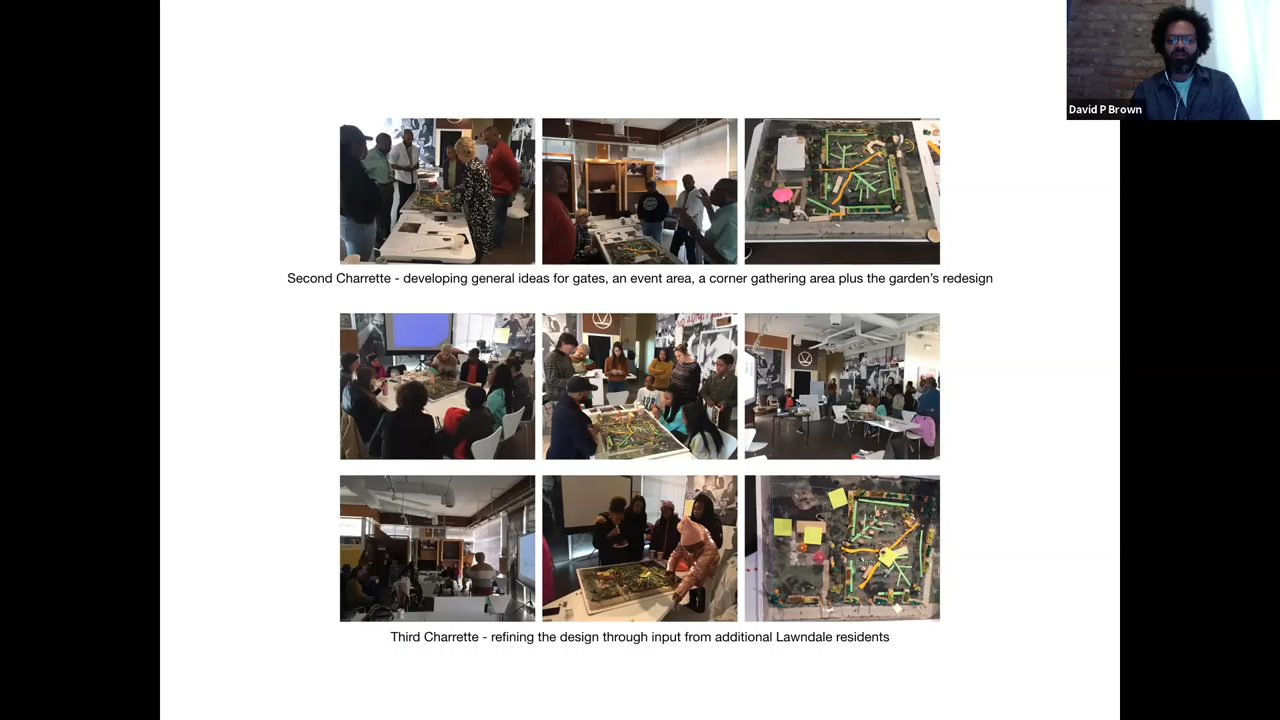 David P Brown
Second Charrette - developing general ideas for gates, an event area, a corner gathering area plus the garden's redesign
Third Charrette - refining the design through input from additional Lawndale residents